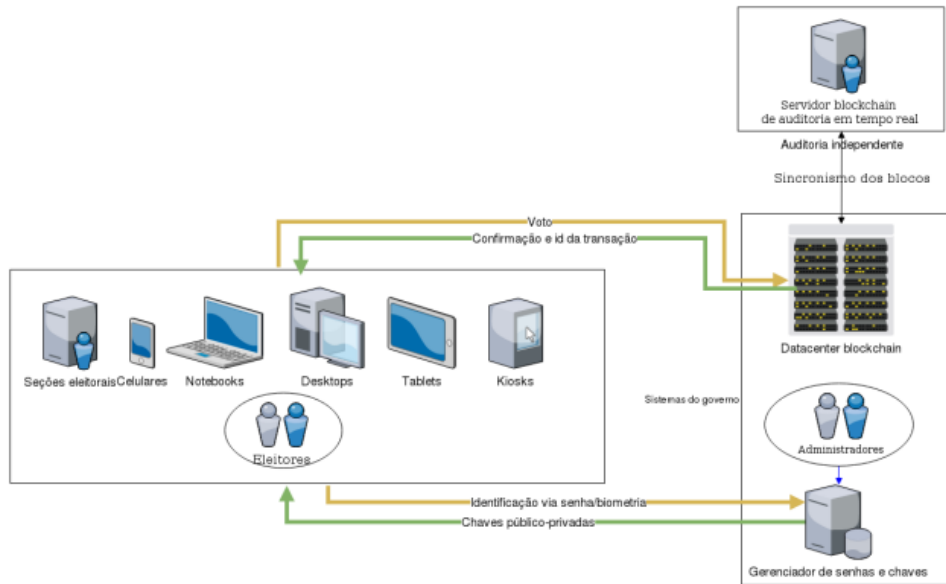 Servidor blockchain
de auditoria em tempo real
Auditoria independente
Sincronismo dos blocos
Voto
Confirmação e id da transação
Datacenter blockchain
Seções eleitorais
Celulares
Notebooks
Desktops
Tablets
Kiosks
Eleitores
Sistemas do governo
Administradores
Identificação via senha/biometria
Chaves público-privadas
Gerenciador de senhas e chaves